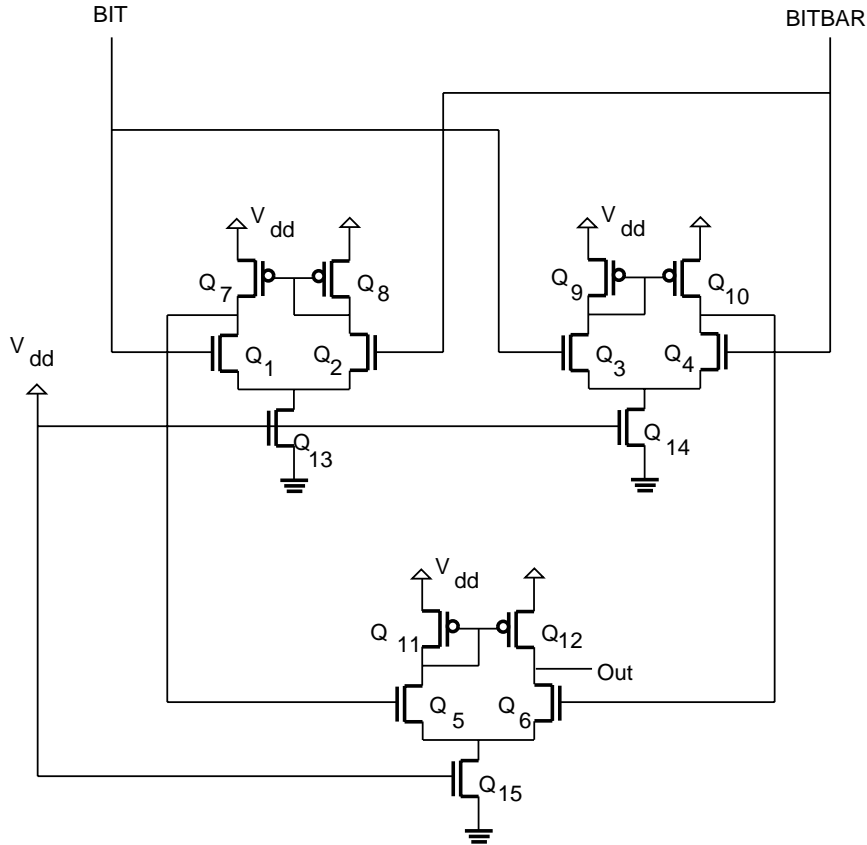 BIT
BITBAR
V dd
V dd
Q 7
Q 8
Q 9
Q 10
V dd
Q 1
Q 2
Q 3
Q 4
Q 13
Q 14
V dd
Q 11
Q 12
Out
Q 5
Q 6
Q 15